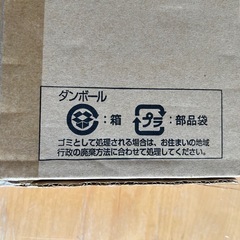 ダンボール
：箱 プラ ：部品袋
ゴミとして処理される場合は、お住まいの地域
行政の廃棄方法に合わせて処理してください。